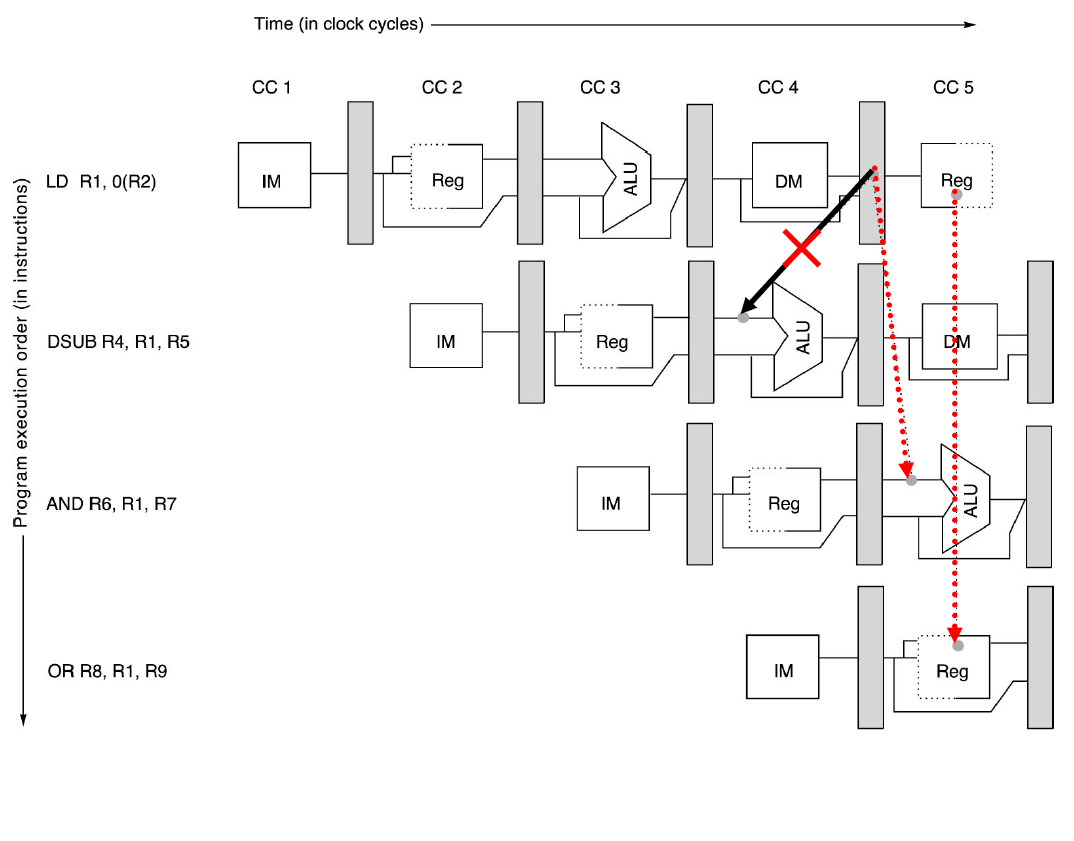 Time (in clock cycles)
CC 1 CC 2 CC 3 CC 4 CC 5
LD R1, 0(R2)
IM Reg ALU DM Reg
DSUB R4, R1, R5
IM Reg ALU DM
AND R6, R1, R7
IM Reg ALU
OR R8, R1, R9
IM Reg
Program execution order (in instructions)